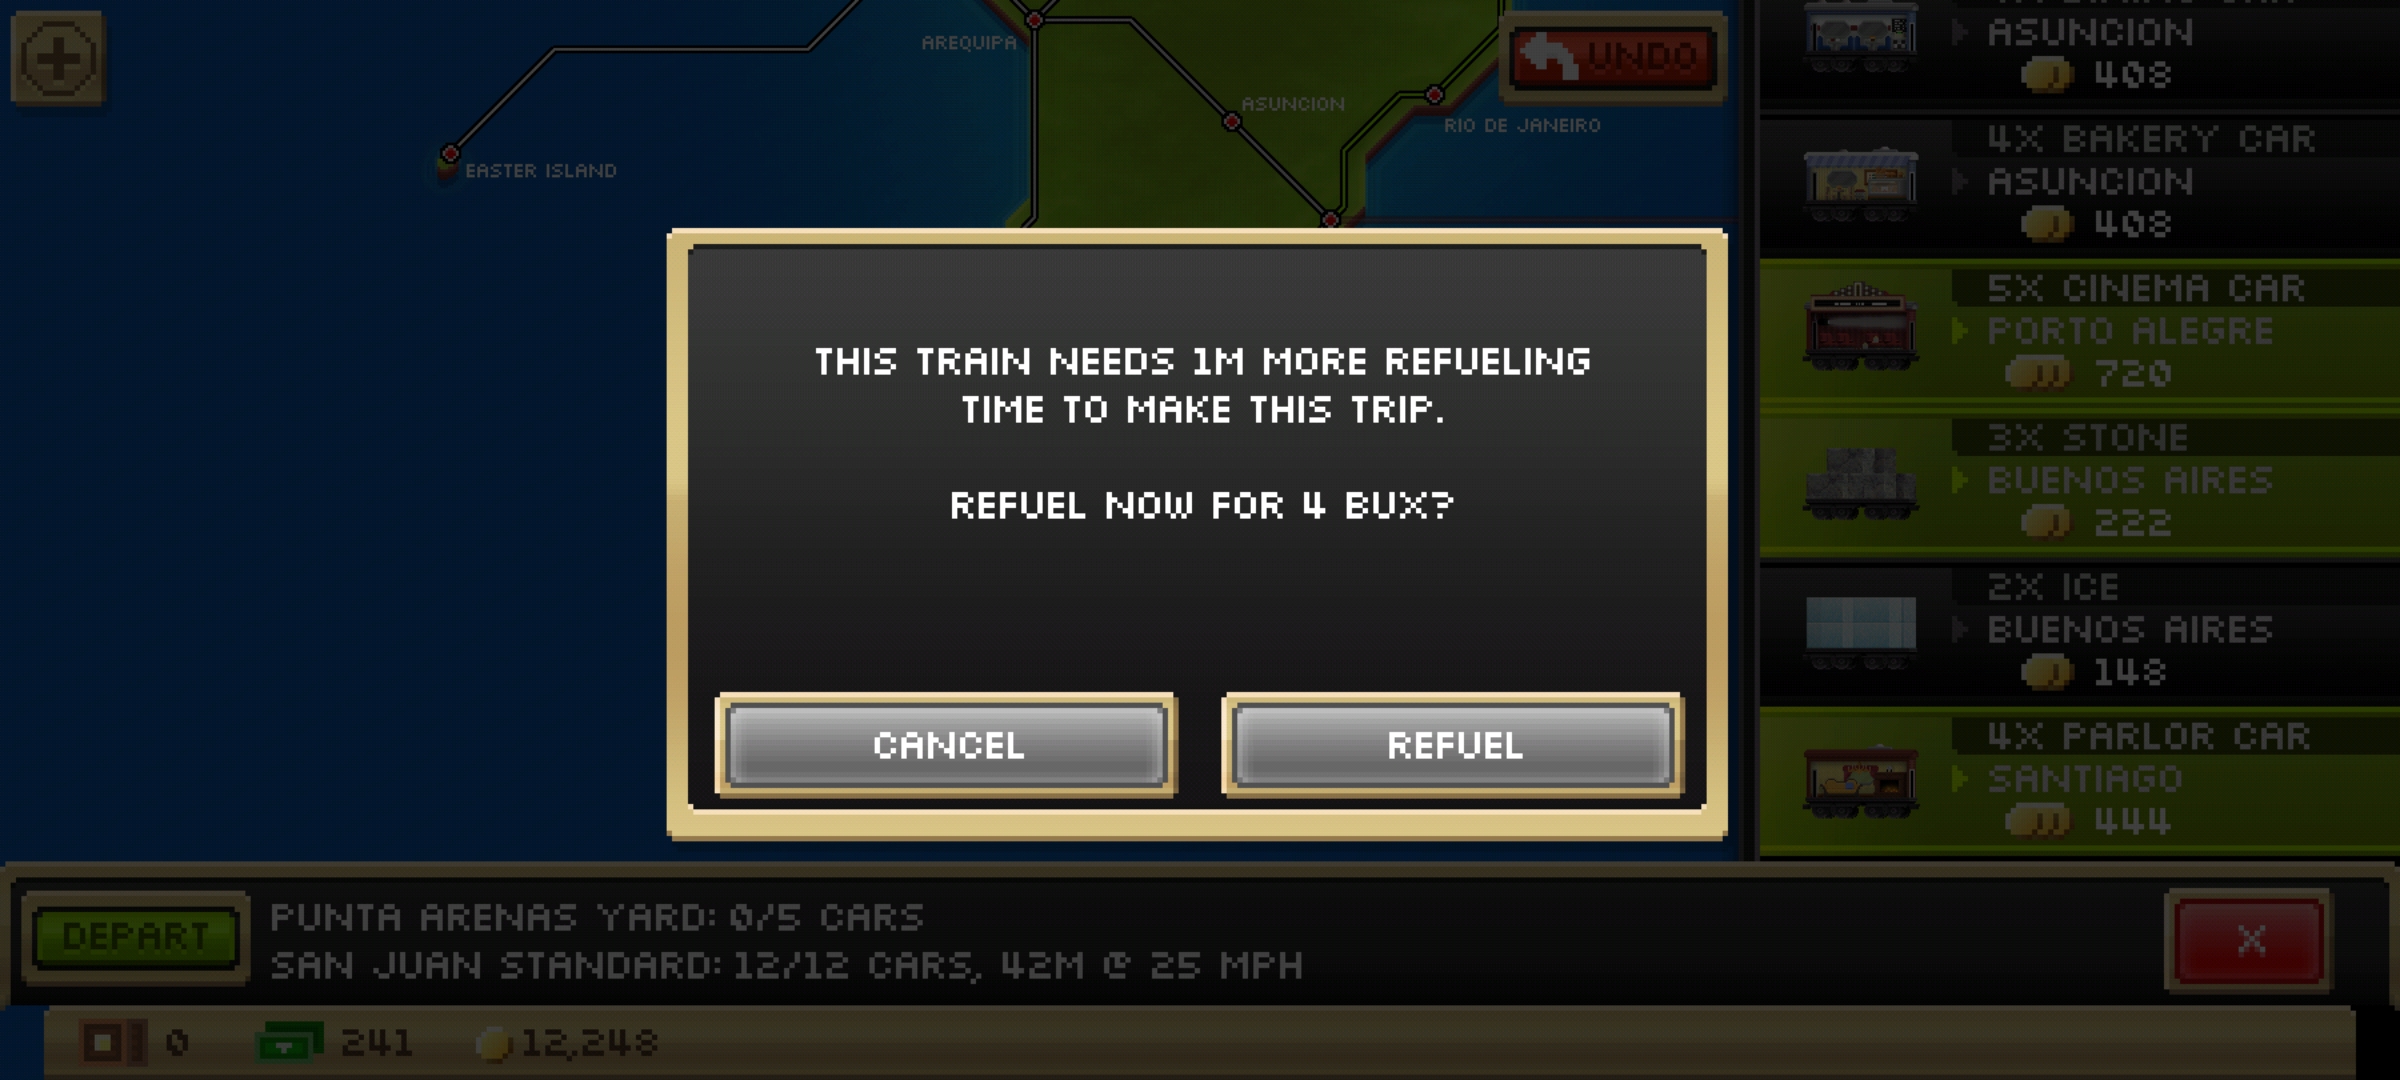 AREQUIPA
ASUNCION
RIO DE JANEIRO
EASTER ISLAND
UNDO
ASUNCION
408
4X BAKERY CAR
ASUNCION
408
5X CINEMA CAR
PORTO ALEGRE
720
3X STONE
BUENOS AIRES
222
2X ICE
BUENOS AIRES
148
4X PARLOR CAR
SANTIAGO
444
THIS TRAIN NEEDS 1M MORE REFUELING
TIME TO MAKE THIS TRIP.
REFUEL NOW FOR 4 BUX?
CANCEL
REFUEL
DEPART
PUNTA ARENAS YARD: 0/5 CARS
SAN JUAN STANDARD: 12/12 CARS, 42M @ 25 MPH
X
0
241
12,248